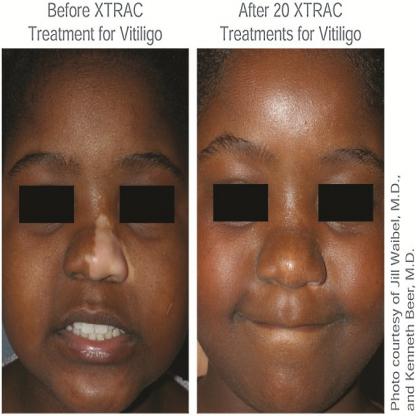 Before XTRAC
Treatment for Vitiligo
After 20 XTRAC
Treatments for Vitiligo
Photo courtesy of Jill Waibel, M.D.,
and Kenneth Beer, M.D.